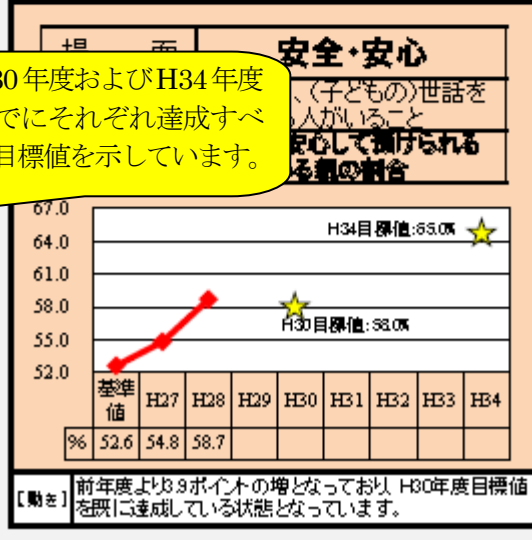 場　面
安全・安心
30年度およびH34年度
でにそれぞれ達成すべ
目標値を示しています。
、(子どもの)世話を
人がいること
安心して預けられる
る親の割合
67.0
64.0
61.0
58.0
55.0
52.0
H34目標値:65.0%
H30目標値:58.0%
基準値 H27 H28 H29 H30 H31 H32 H33 H34
% 52.6 54.8 58.7
【動き】
前年度より3.9ポイントの増となっており、H30年度目標値
を既に達成している状態となっています。